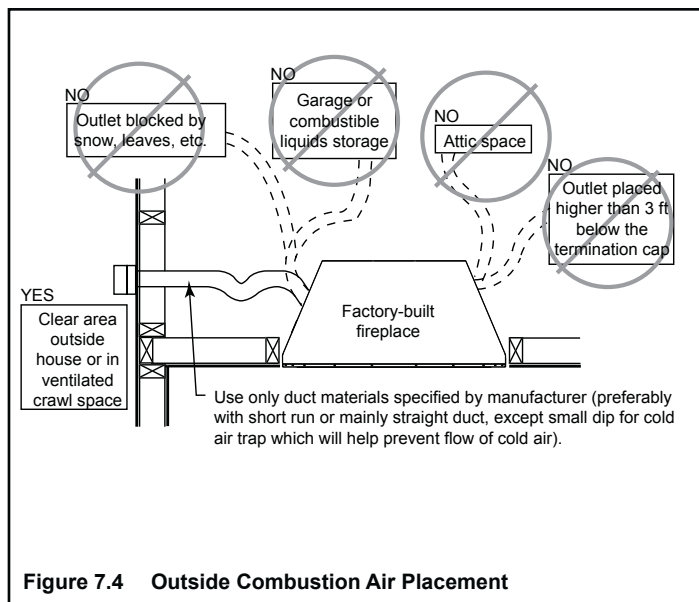 NO
Outlet blocked by
snow, leaves, etc.
NO
Garage or
combustible
liquids storage
NO
Attic space
NO
Outlet placed
higher than 3 ft
below the
termination cap
YES
Clear area
outside
house or in
ventilated
crawl space
Factory-built
fireplace
Use only duct materials specified by manufacturer (preferably
with short run or mainly straight duct, except small dip for cold
air trap which will help prevent flow of cold air).
Figure 7.4 Outside Combustion Air Placement